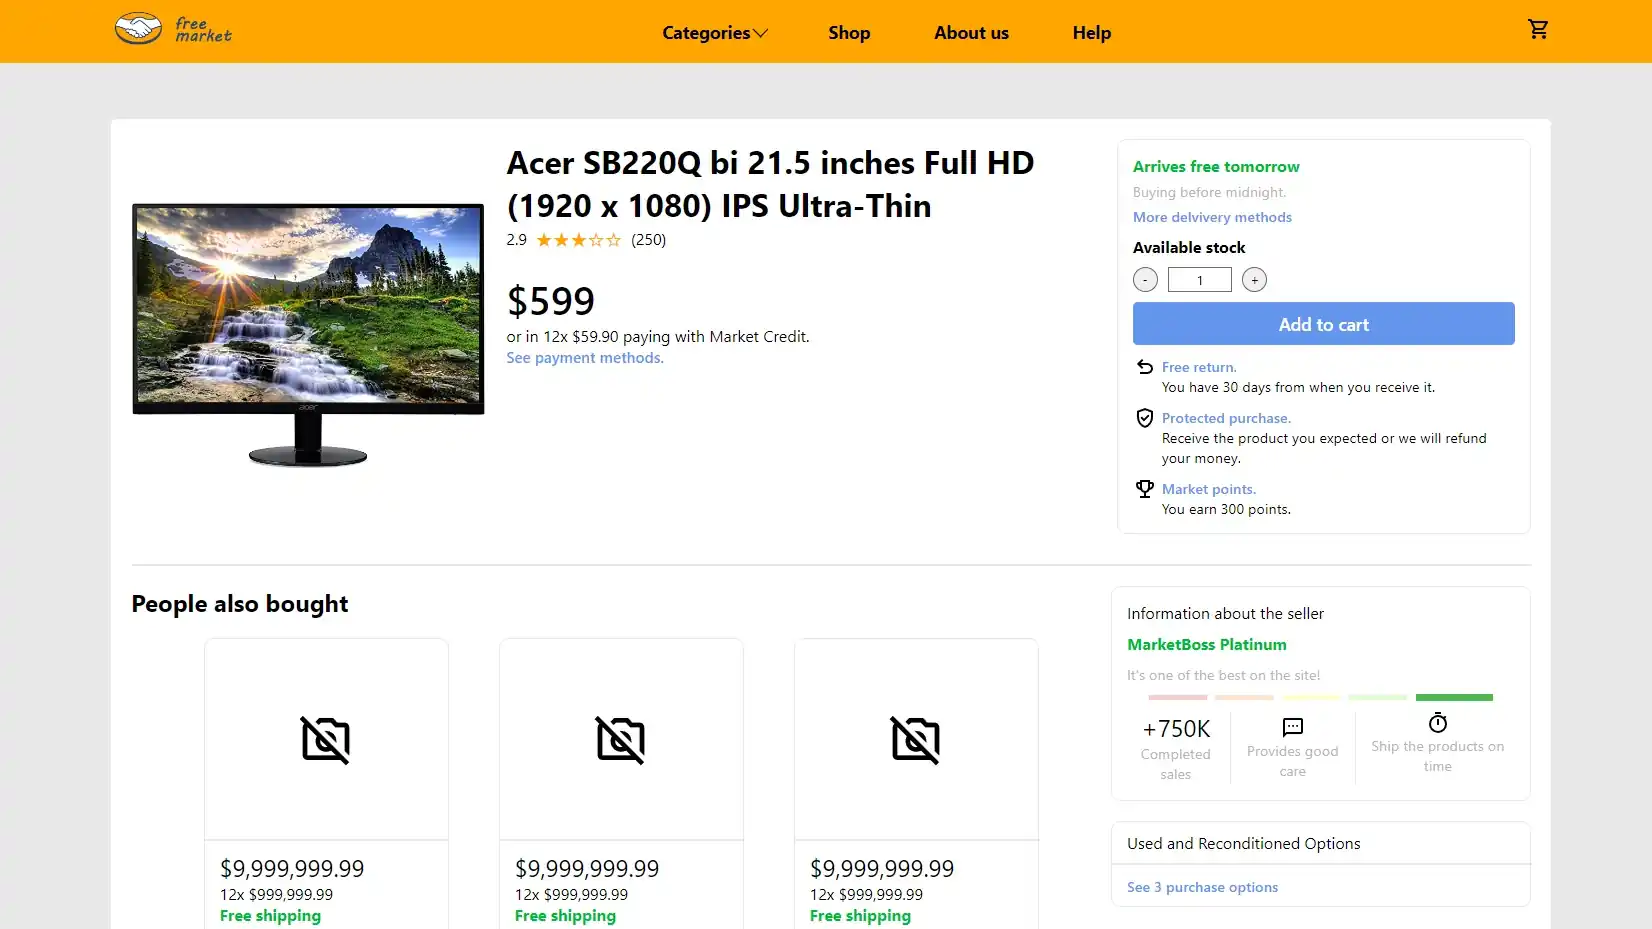 free
market
Categories
Shop
About us
Help
Acer SB220Q bi 21.5 inches Full HD
(1920 x 1080) IPS Ultra-Thin
2.9 (250)
$599
or in 12x $59.90 paying with Market Credit.
See payment methods.
acer
Arrives free tomorrow
Buying before midnight.
More delvivery methods
Available stock
- 1 +
Add to cart
Free return.
You have 30 days from when you receive it.
Protected purchase.
Receive the product you expected or we will refund
your money.
Market points.
You earn 300 points.
People also bought
$9,999,999.99
12x $999,999.99
Free shipping
$9,999,999.99
12x $999,999.99
Free shipping
$9,999,999.99
12x $999,999.99
Free shipping
Information about the seller
MarketBoss Platinum
It's one of the best on the site!
+750K
Completed
sales
Provides good
care
Ship the products on
time
Used and Reconditioned Options
See 3 purchase options